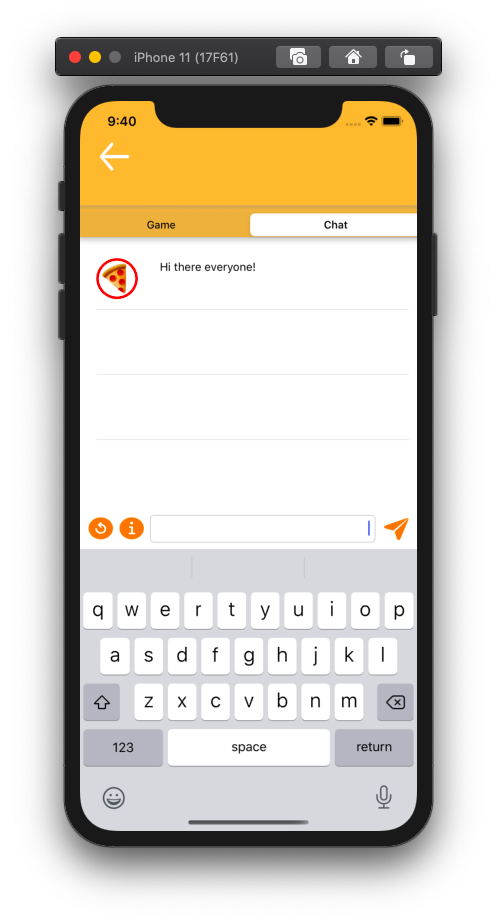 iPhone 11 (17F61)
9:40
Game
Chat
Hi there everyone!
q w e r t y u i o p
a s d f g h j k l
z x c v b n m
123 space return